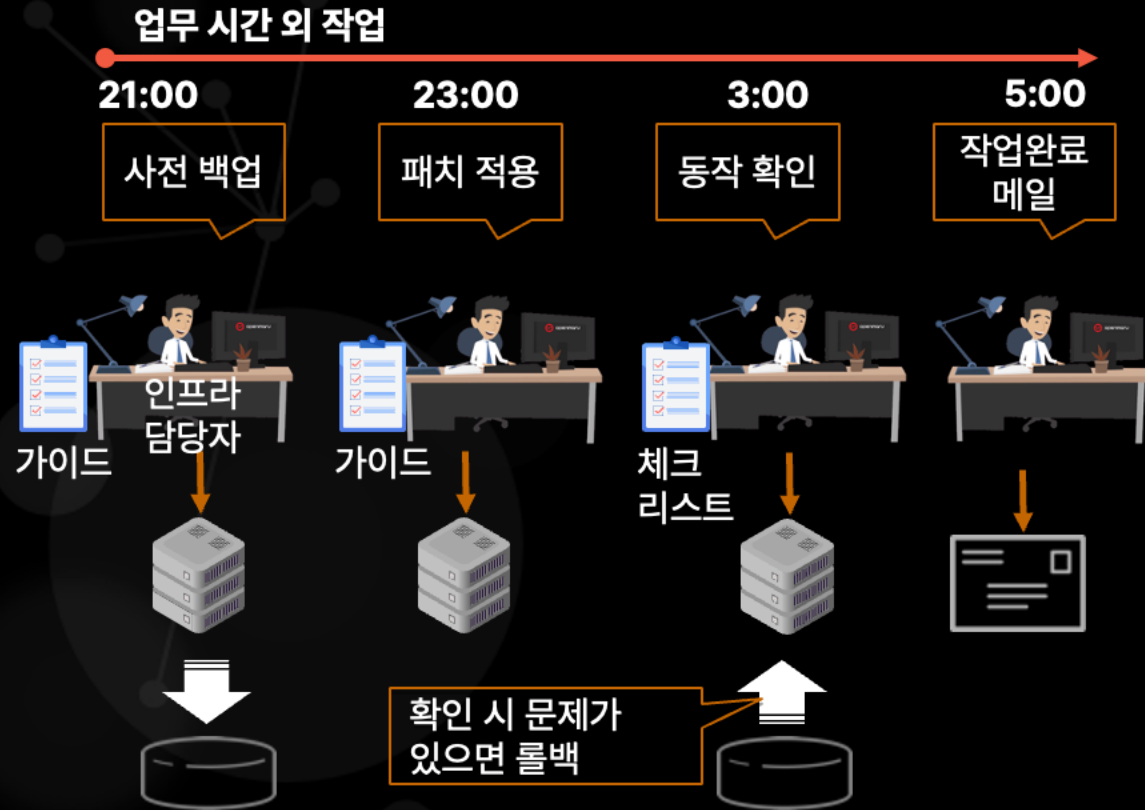 업무 시간 외 작업
21:00
23:00
3:00
5:00
사전 백업
패치 적용
동작 확인
작업완료
메일
인프라
담당자
가이드
가이드
체크
리스트
확인 시 문제가
있으면 롤백